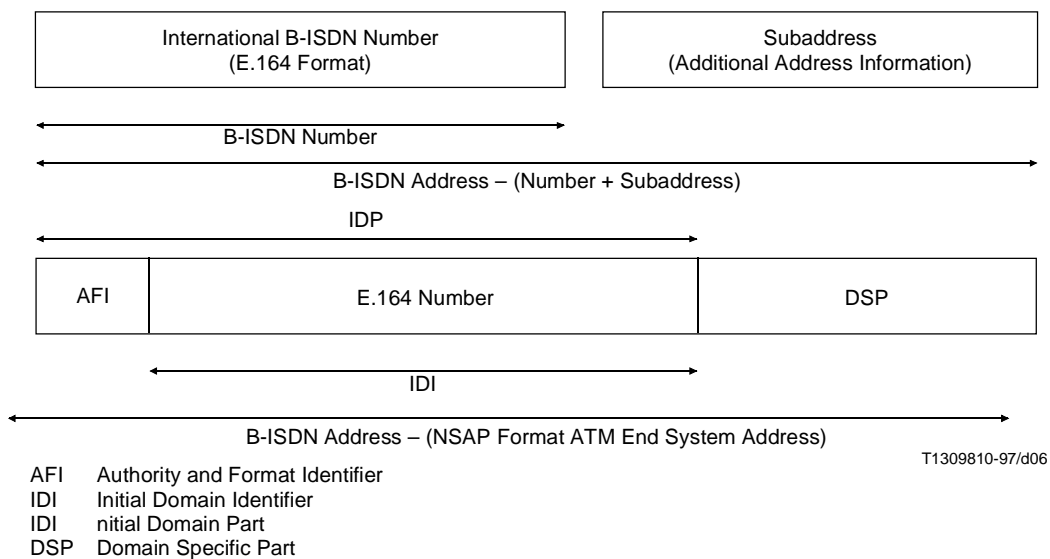 International B-ISDN Number
(E.164 Format)
Subaddress
(Additional Address Information)
B-ISDN Number
B-ISDN Address – (Number + Subaddress)
IDP
AFI
E.164 Number
DSP
IDI
B-ISDN Address – (NSAP Format ATM End System Address)
T1309810-97/d06
AFI Authority and Format Identifier
IDI Initial Domain Identifier
IDI nitial Domain Part
DSP Domain Specific Part